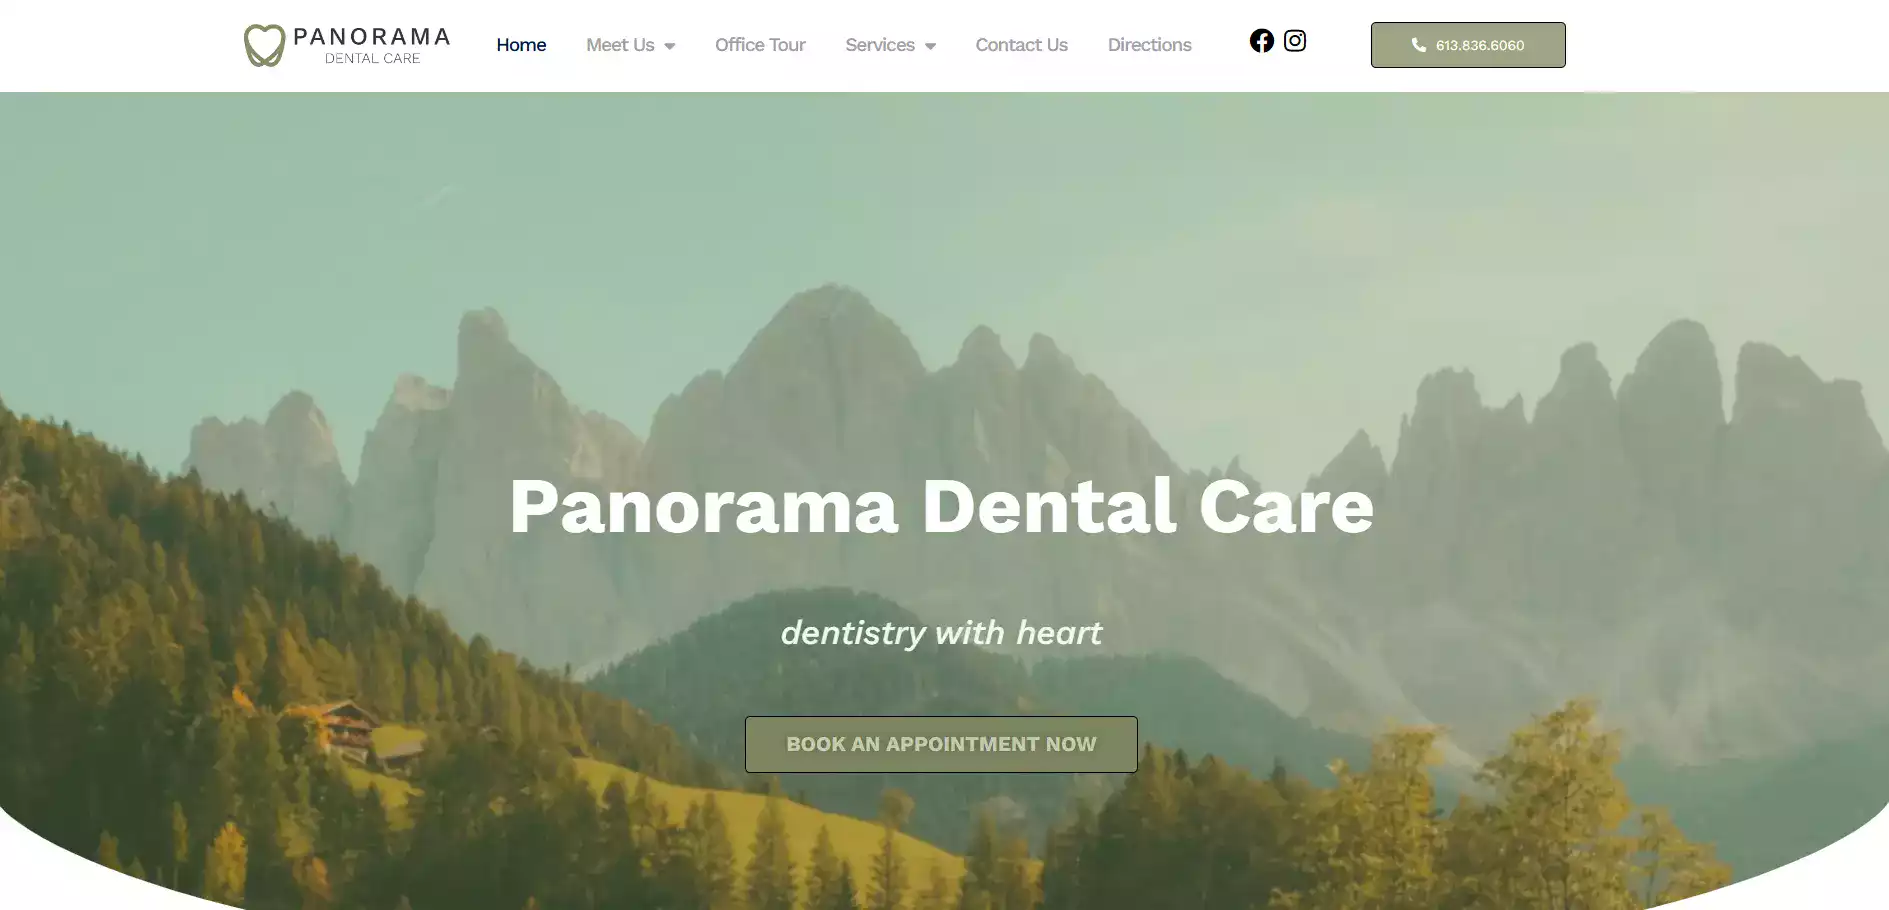 PANORAMA
DENTAL CARE
Home
Meet Us
Office Tour
Services
Contact Us
Directions
613.836.6060
Panorama Dental Care
dentistry with heart
BOOK AN APPOINTMENT NOW